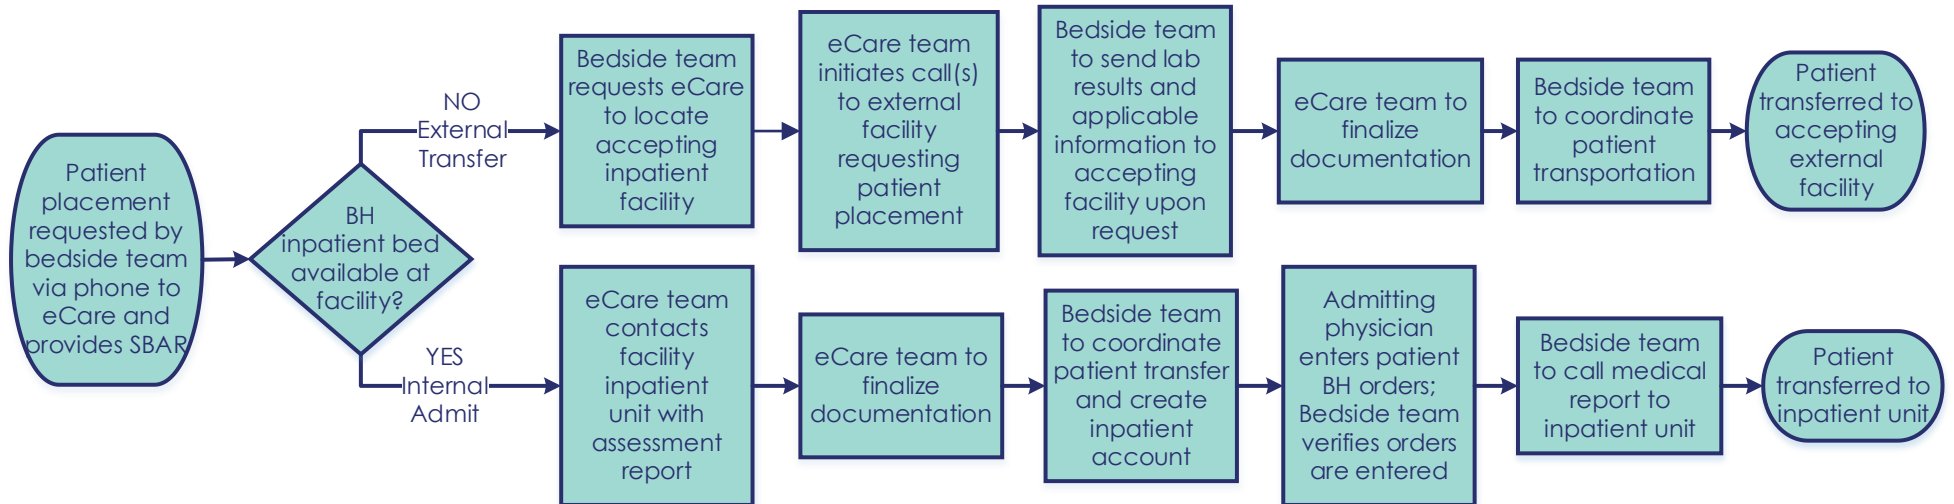 Patient
placement
requested by
bedside team
via phone to
eCare and
provides SBAR
BH
inpatient bed
available at
facility?
NO
External
Transfer
Bedside team
requests eCare
to locate
accepting
inpatient
facility
eCare team
initiates call(s)
to external
facility
requesting
patient
placement
Bedside team
to send lab
results and
applicable
information to
accepting
facility upon
request
eCare team to
finalize
documentation
Bedside team
to coordinate
patient
transportation
Patient
transferred to
accepting
external
facility
YES
Internal
Admit
eCare team
contacts
facility
inpatient
unit with
assessment
report
eCare team to
finalize
documentation
Bedside team
to coordinate
patient transfer
and create
inpatient
account
Admitting
physician
enters patient
BH orders;
Bedside team
verifies orders
are entered
Bedside team
to call medical
report to
inpatient unit
Patient
transferred to
inpatient unit